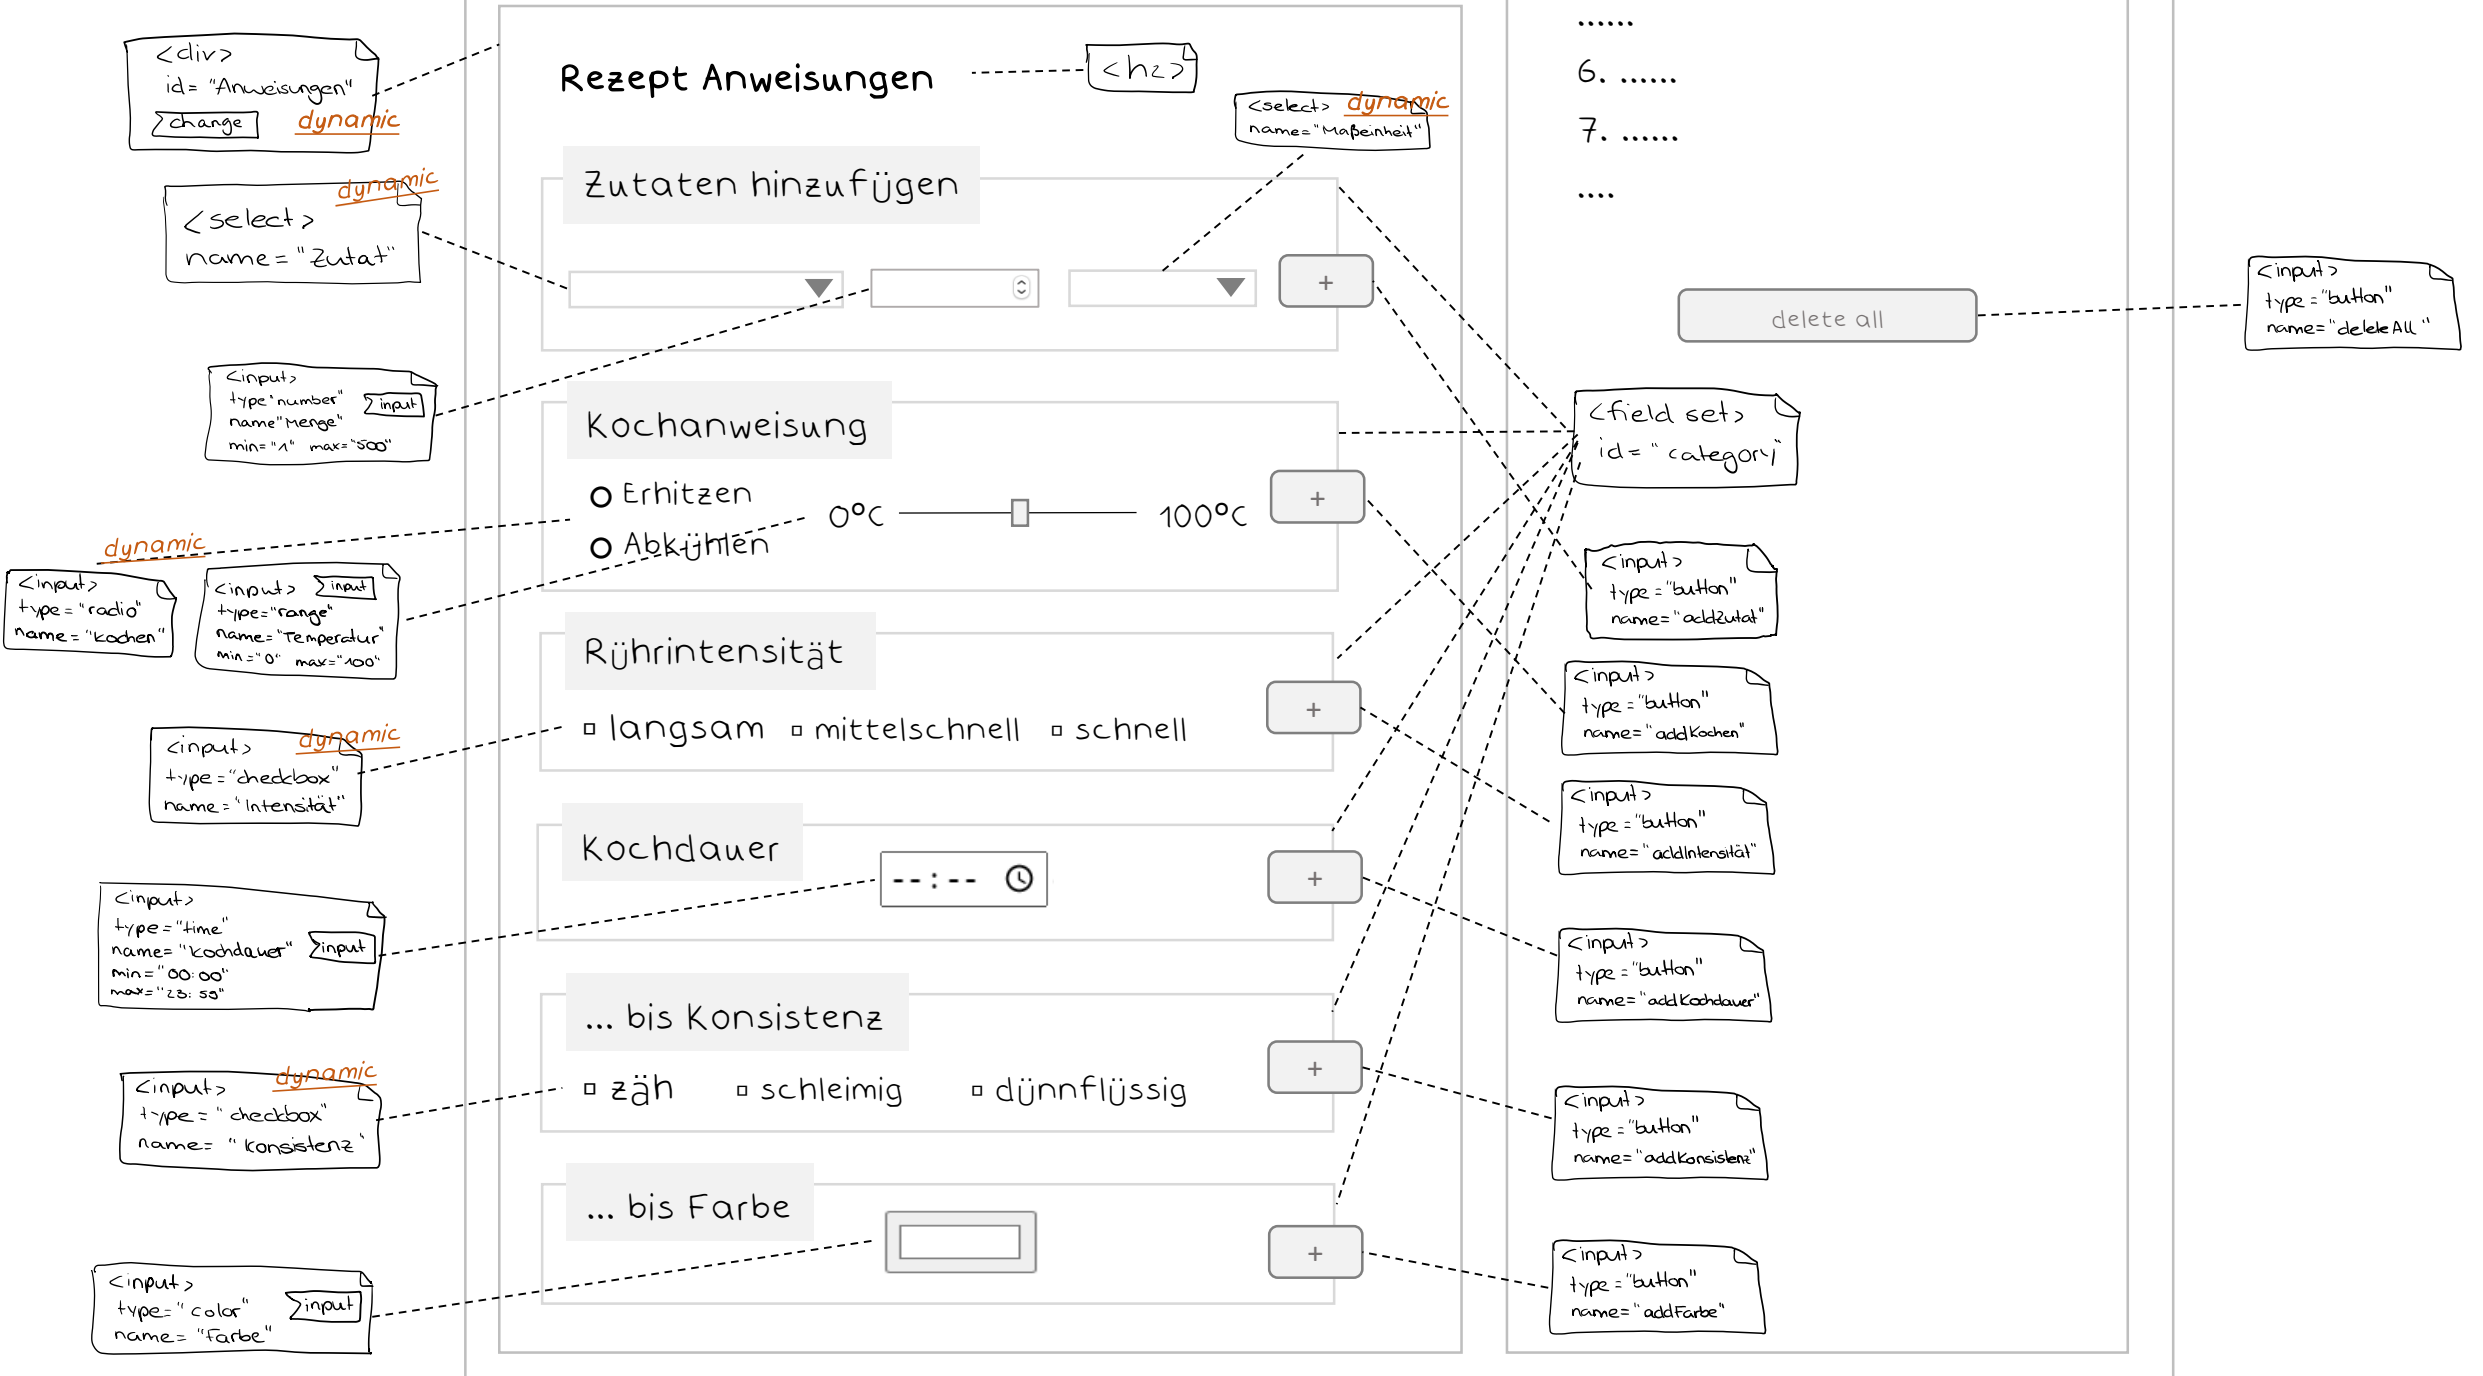 <div>
id= "Anweisungen"
change
dynamic
dynamic
<select>
name= "Zutat"
<input>
type"number"
input
name"Menge"
min="1" max="500"
dynamic
<input>
type="radio"
name="Kochen"
<input>
input
type="range"
name="Temperatur"
min="0" max="100"
dynamic
<input>
type="checkbox"
name="Intensität"
<input>
type="time"
name="Kochdauer"
input
min="00:00"
max="23:59"
dynamic
<input>
type="checkbox"
name= "Konsistenz"
<input>
input
type="color"
name= "Farbe"
Rezept Anweisungen
<h2>
<select>
dynamic
name="Maßeinheit"
Zutaten hinzufügen
+
Kochanweisung
Erhitzen
Abkühlen
0°C
100°C
+
Rührintensität
langsam mittelschnell schnell
+
Kochdauer
--:--
+
... bis Konsistenz
zäh schleimig dünnflüssig
+
... bis Farbe
+
......
6. ......
7. ......
....
delete all
<field set>
id= "category"
<input>
type="button"
name="addZutat"
<input>
type="button"
name="addKochen"
<input>
type="button"
name="addIntensität"
<input>
type="button"
name="addKochdauer"
<input>
type="button"
name="addKonsistenz"
<input>
type="button"
name="addFarbe"
<input>
type="button"
name="deleteAll"